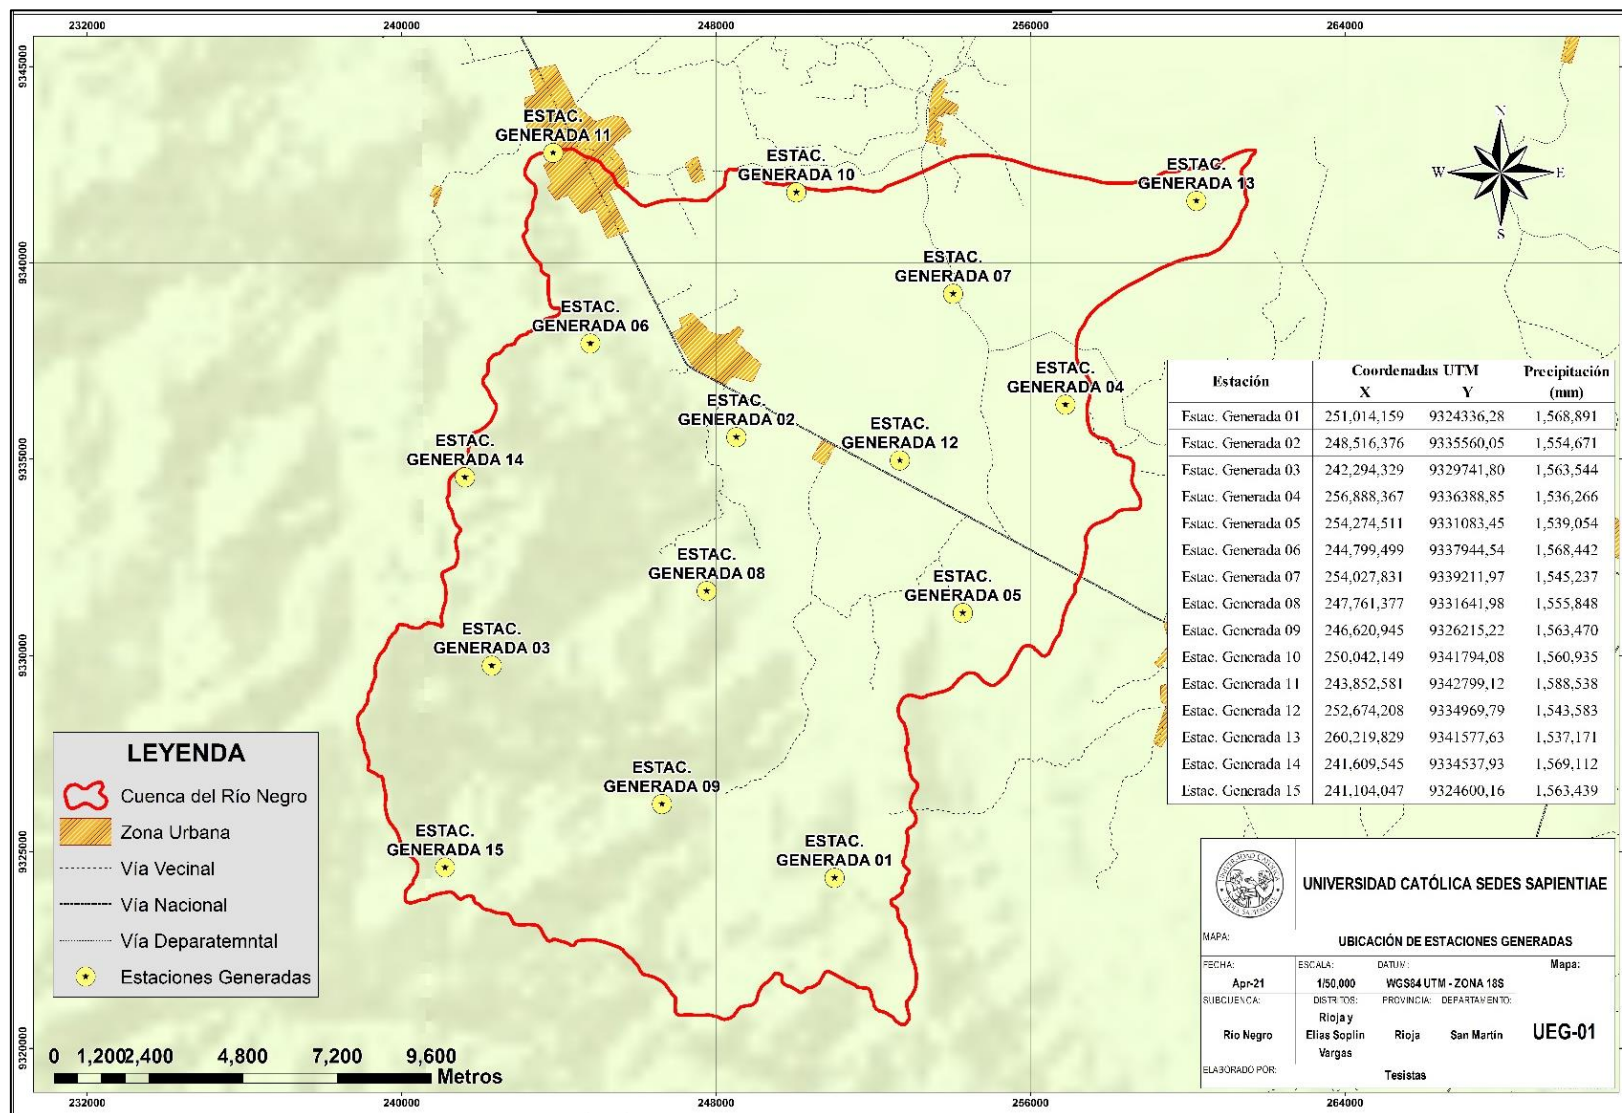 232000 240000 248000 256000 264000
9345000
9340000
9335000
9330000
9325000
9320000
ESTAC.
GENERADA 11
ESTAC.
GENERADA 10
ESTAC.
GENERADA 13
N
W E
S
ESTAC.
GENERADA 07
ESTAC.
GENERADA 06
ESTAC.
GENERADA 04
ESTAC.
GENERADA 02
ESTAC.
GENERADA 12
ESTAC.
GENERADA 14
ESTAC.
GENERADA 08
ESTAC.
GENERADA 05
ESTAC.
GENERADA 03
ESTAC.
GENERADA 09
ESTAC.
GENERADA 15
ESTAC.
GENERADA 01
Estación Coordenadas UTM Precipitación
X Y (mm)
Estac. Generada 01 251,014,159 9324336,28 1,568,891
Estac. Generada 02 248,516,376 9335560,05 1,554,671
Estac. Generada 03 242,294,329 9329741,80 1,563,544
Estac. Generada 04 256,888,367 9336388,85 1,536,266
Estac. Generada 05 254,274,511 9331083,45 1,539,054
Estac. Generada 06 244,799,499 9337944,54 1,568,442
Estac. Generada 07 254,027,831 9339211,97 1,545,237
Estac. Generada 08 247,761,377 9331641,98 1,555,848
Estac. Generada 09 246,620,945 9326215,22 1,563,470
Estac. Generada 10 250,042,149 9341794,08 1,560,935
Estac. Generada 11 243,852,581 9342799,12 1,588,538
Estac. Generada 12 252,674,208 9334969,79 1,543,583
Estac. Generada 13 260,219,829 9341577,63 1,537,171
Estac. Generada 14 241,609,545 9334537,93 1,569,112
Estac. Generada 15 241,104,047 9324600,16 1,563,439
LEYENDA
Cuenca del Río Negro
Zona Urbana
Vía Vecinal
Vía Nacional
Vía Deparatemntal
Estaciones Generadas
0 1,200 2,400 4,800 7,200 9,600
Metros
UNIVERSIDAD CATÓLICA SEDES SAPIENTIAE
MAPA:
UBICACIÓN DE ESTACIONES GENERADAS
FECHA: ESCALA: DATUM: Mapa:
Apr-21 1/50,000 WGS84 UTM - ZONA 18S
SUBCUENCA: DISTRITOS: PROVINCIA: DEPARTAMENTO:
Río Negro Rioja y Elías Soplin Vargas Rioja San Martín UEG-01
ELABORADO POR:
Tesistas
232000 240000 248000 256000 264000